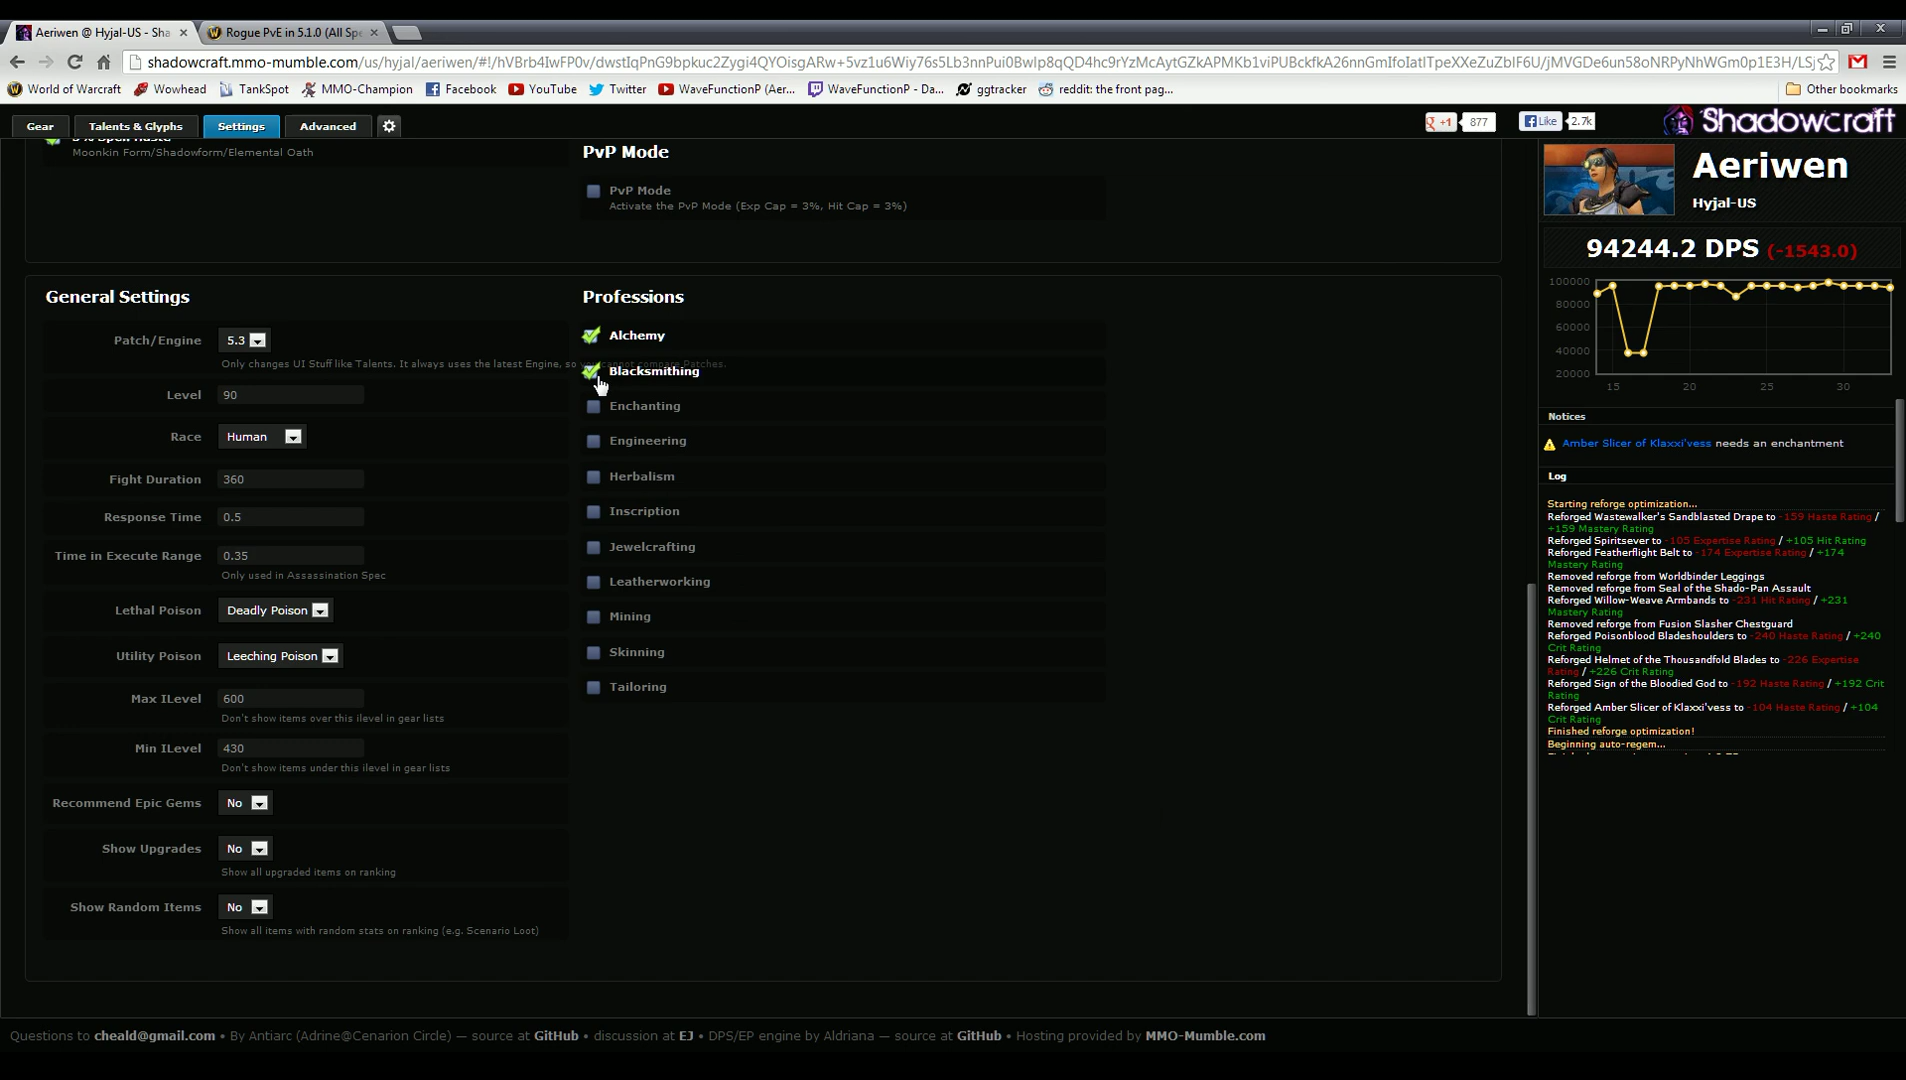 Aeriwen @ Hyjal-US - Sha
Rogue PvE in 5.1.0 (All Spe
shadowcraft.mmo-mumble.com/us/hyjal/aeriwen/#!/
World of Warcraft
Wowhead
TankSpot
MMO-Champion
Facebook
YouTube
Twitter
WaveFunctionP (Aer...
WaveFunctionP - Da...
ggtracker
reddit: the front pag...
Other bookmarks
Gear
Talents & Glyphs
Settings
Advanced
+1
877
Like
2.7k
Shadowcraft
Moonkin Form/Shadowform/Elemental Oath
PvP Mode
PvP Mode
Activate the PvP Mode (Exp Cap = 3%, Hit Cap = 3%)
General Settings
Patch/Engine
5.3
Only changes UI Stuff like Talents. It always uses the latest Engine, so you cannot compare Patches.
Level
90
Race
Human
Fight Duration
360
Response Time
0.5
Time in Execute Range
0.35
Only used in Assassination Spec
Lethal Poison
Deadly Poison
Utility Poison
Leeching Poison
Max ILevel
600
Don't show items over this ilevel in gear lists
Min ILevel
430
Don't show items under this ilevel in gear lists
Recommend Epic Gems
No
Show Upgrades
No
Show all upgraded items on ranking
Show Random Items
No
Show all items with random stats on ranking (e.g. Scenario Loot)
Professions
Alchemy
Blacksmithing
Enchanting
Engineering
Herbalism
Inscription
Jewelcrafting
Leatherworking
Mining
Skinning
Tailoring
Aeriwen
Hyjal-US
94244.2 DPS (-1543.0)
100000
80000
60000
40000
20000
15
20
25
30
Notices
Amber Slicer of Klaxxi'vess needs an enchantment
Log
Starting reforge optimization...
Reforged Wastewalker's Sandblasted Drape to -159 Haste Rating /
+159 Mastery Rating
Reforged Spiritsever to -105 Expertise Rating / +105 Hit Rating
Reforged Featherflight Belt to -174 Expertise Rating / +174
Mastery Rating
Removed reforge from Worldbinder Leggings
Removed reforge from Seal of the Shado-Pan Assault
Reforged Willow-Weave Armbands to -231 Hit Rating / +231
Mastery Rating
Removed reforge from Fusion Slasher Chestguard
Reforged Poisonblood Bladeshoulders to -240 Haste Rating / +240
Crit Rating
Reforged Helmet of the Thousandfold Blades to -226 Expertise
Rating / +226 Crit Rating
Reforged Sign of the Bloodied God to -192 Haste Rating / +192 Crit
Rating
Reforged Amber Slicer of Klaxxi'vess to -104 Haste Rating / +104
Crit Rating
Finished reforge optimization!
Beginning auto-regem...
Questions to cheald@gmail.com • By Antiarc (Adrine@Cenarion Circle) — source at GitHub • discussion at EJ • DPS/EP engine by Aldriana — source at GitHub • Hosting provided by MMO-Mumble.com